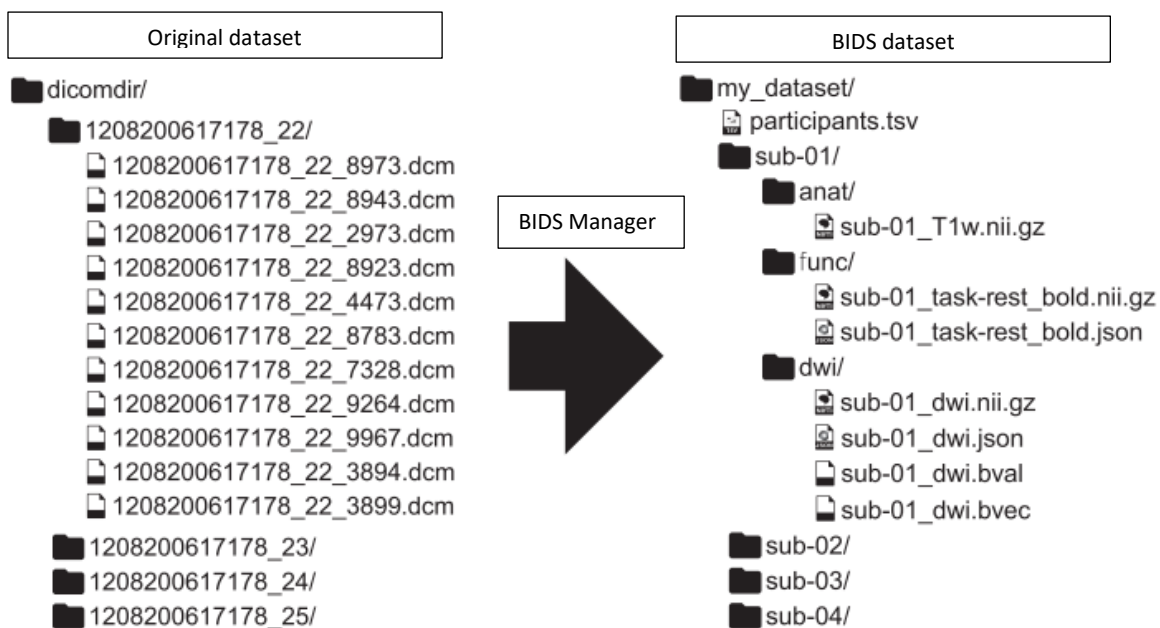 Original dataset
dicomdir/
1208200617178_22/
1208200617178_22_8973.dcm
1208200617178_22_8943.dcm
1208200617178_22_2973.dcm
1208200617178_22_8923.dcm
1208200617178_22_4473.dcm
1208200617178_22_8783.dcm
1208200617178_22_7328.dcm
1208200617178_22_9264.dcm
1208200617178_22_9967.dcm
1208200617178_22_3894.dcm
1208200617178_22_3899.dcm
1208200617178_23/
1208200617178_24/
1208200617178_25/
BIDS Manager
BIDS dataset
my_dataset/
participants.tsv
sub-01/
anat/
sub-01_T1w.nii.gz
func/
sub-01_task-rest_bold.nii.gz
sub-01_task-rest_bold.json
dwi/
sub-01_dwi.nii.gz
sub-01_dwi.json
sub-01_dwi.bval
sub-01_dwi.bvec
sub-02/
sub-03/
sub-04/